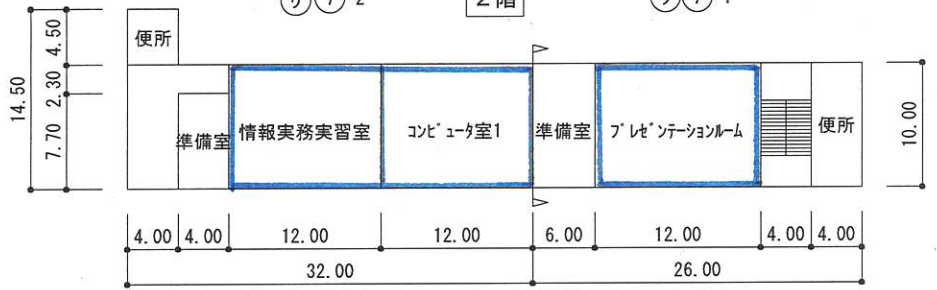 2階
便所
準備室
情報実務実習室
コンピュータ室1
準備室
プレゼンテーションルーム
便所
14.50
4.50
2.30
7.70
10.00
4.00
4.00
12.00
12.00
6.00
12.00
4.00
4.00
32.00
26.00